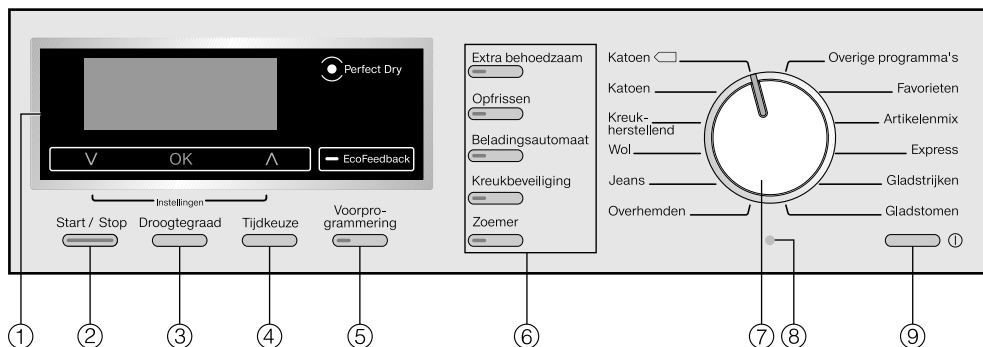 Perfect Dry
OK
EcoFeedback
Instellingen
Start / Stop
Droogtegraad
Tijdkeuze
Voorpro-
grammering
Extra behoedzaam
Opfrissen
Beladingsautomaat
Kreukbeveiliging
Zoemer
Katoen
Katoen
Kreuk-
herstellend
Wol
Jeans
Overhemden
Overige programma's
Favorieten
Artikelenmix
Express
Gladstrijken
Gladstomen
1
2
3
4
5
6
7
8
9